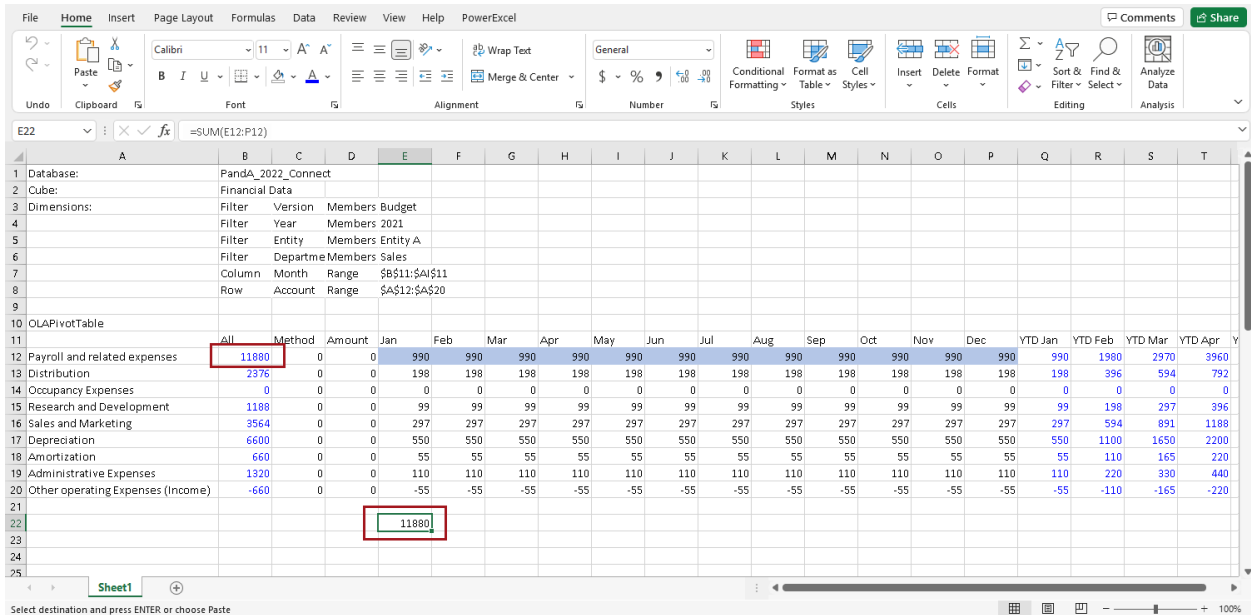 File Home Insert Page Layout Formulas Data Review View Help PowerExcel Comments Share
Calibri 11 Wrap Text General
Paste B I U Merge & Center $ % Conditional Formatting Format as Table Cell Styles Insert Delete Format Sort & Filter Find & Select Analyze Data
Undo Clipboard Font Alignment Number Styles Cells Editing Analysis
E22 fx =SUM(E12:P12)
A B C D E F G H I J K L M N O P Q R S T
1 Database: PandA_2022_Connect
2 Cube: Financial Data
3 Dimensions: Filter Version Members Budget
4 Filter Year Members 2021
5 Filter Entity Members Entity A
6 Filter Departme Members Sales
7 Column Month Range $B$11:$AI$11
8 Row Account Range $A$12:$A$20
9
10 OLAPivotTable
11 All Method Amount Jan Feb Mar Apr May Jun Jul Aug Sep Oct Nov Dec YTD Jan YTD Feb YTD Mar YTD Apr Y
12 Payroll and related expenses 11880 0 0 990 990 990 990 990 990 990 990 990 990 990 990 990 1980 2970 3960
13 Distribution 2376 0 0 198 198 198 198 198 198 198 198 198 198 198 198 198 396 594 792
14 Occupancy Expenses 0 0 0 0 0 0 0 0 0 0 0 0 0 0 0 0 0 0 0
15 Research and Development 1188 0 0 99 99 99 99 99 99 99 99 99 99 99 99 99 198 297 396
16 Sales and Marketing 3564 0 0 297 297 297 297 297 297 297 297 297 297 297 297 297 594 891 1188
17 Depreciation 6600 0 0 550 550 550 550 550 550 550 550 550 550 550 550 550 1100 1650 2200
18 Amortization 660 0 0 55 55 55 55 55 55 55 55 55 55 55 55 55 110 165 220
19 Administrative Expenses 1320 0 0 110 110 110 110 110 110 110 110 110 110 110 110 110 220 330 440
20 Other operating Expenses (Income) -660 0 0 -55 -55 -55 -55 -55 -55 -55 -55 -55 -55 -55 -55 -55 -110 -165 -220
21
22 11880
23
24
25
Sheet1
Select destination and press ENTER or choose Paste 100%